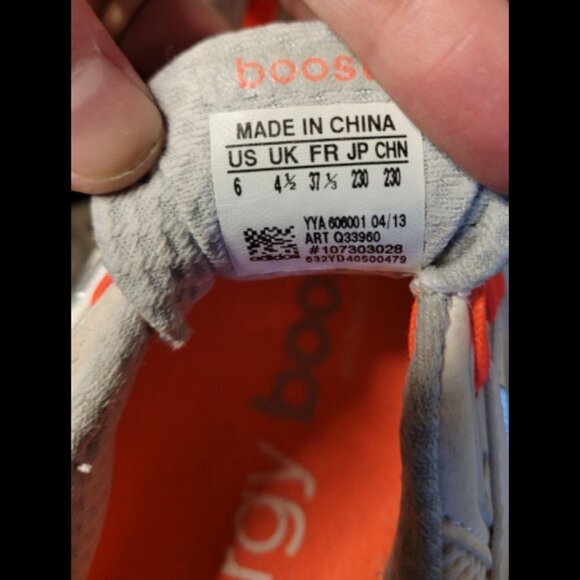 boost
MADE IN CHINA
US UK FR JP CHN
6 4½ 37⅓ 230 230
YYA 606001 04/13
ART Q33960
#107303028
adidas 632YD40500479
boo
rgy